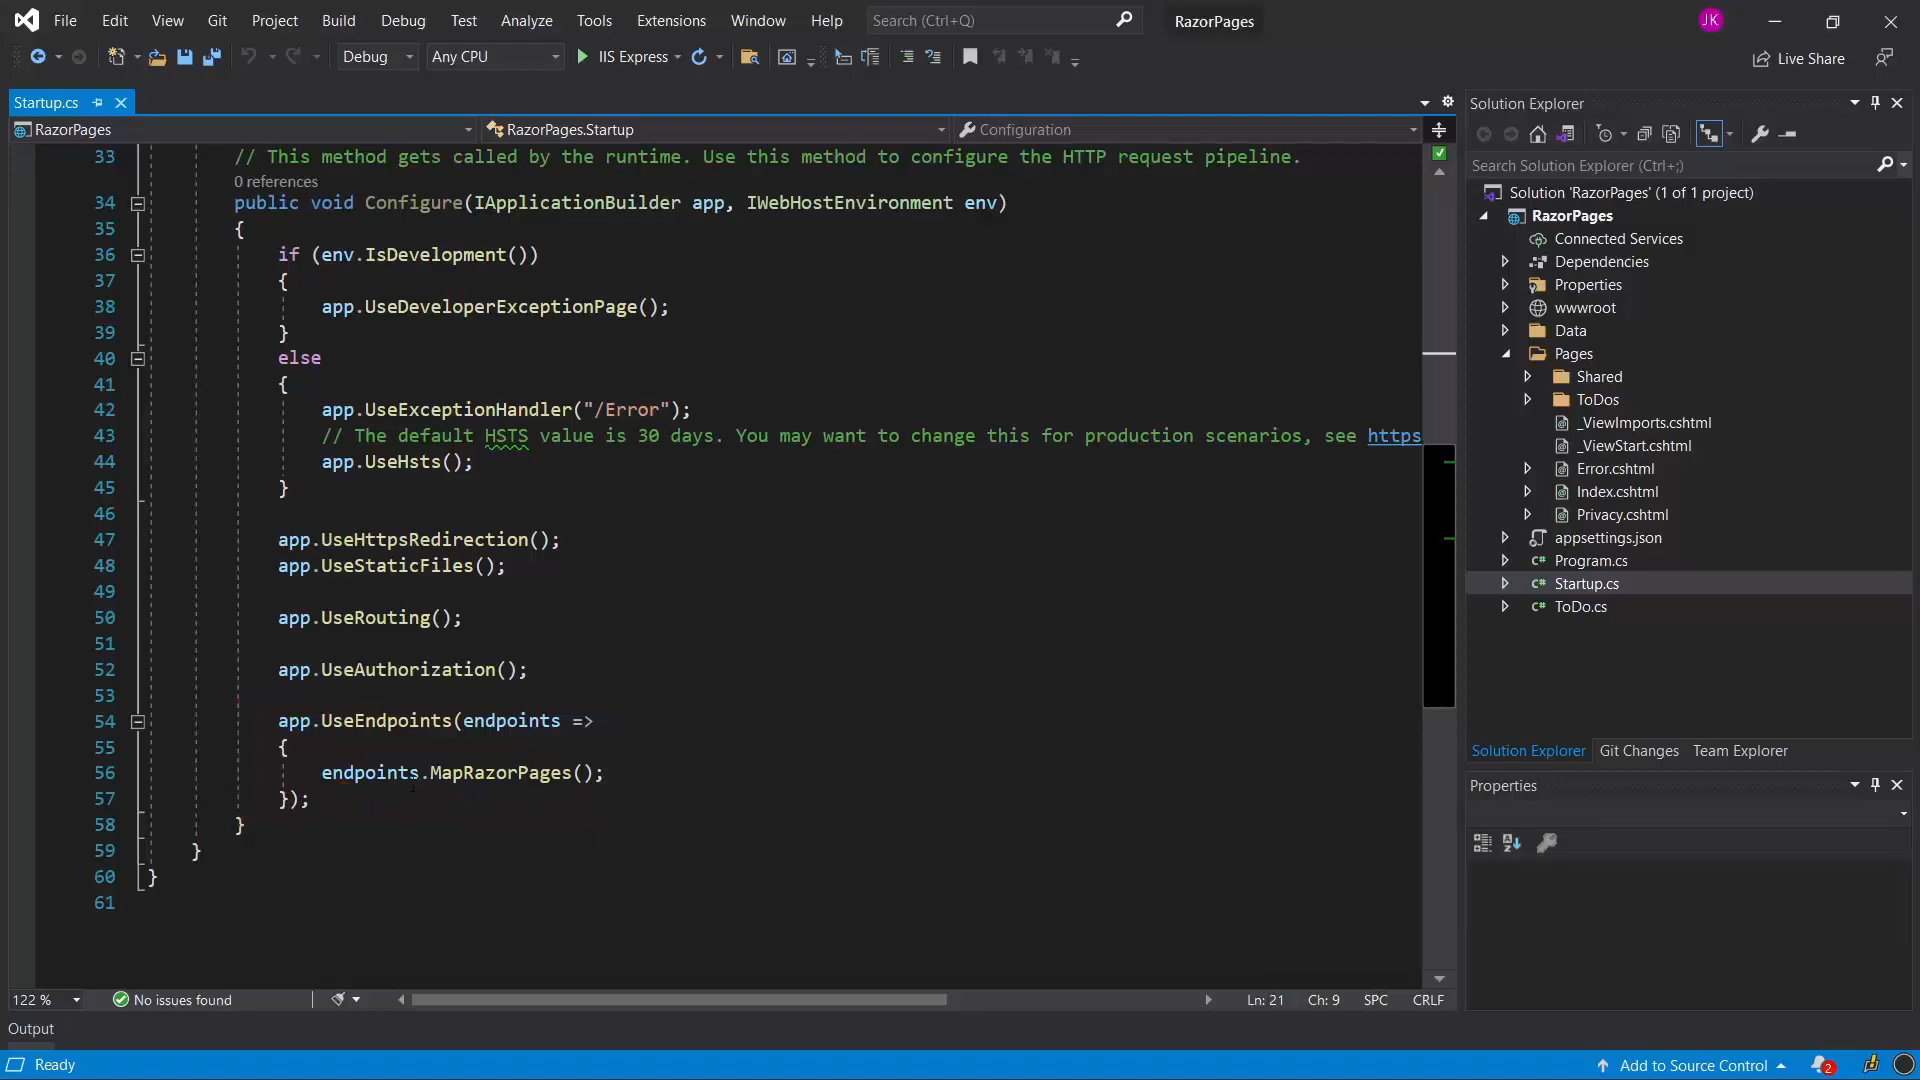 File Edit View Git Project Build Debug Test Analyze Tools Extensions Window Help Search (Ctrl+Q) RazorPages JK
Debug Any CPU IIS Express Live Share
Startup.cs
RazorPages RazorPages.Startup Configuration
33 // This method gets called by the runtime. Use this method to configure the HTTP request pipeline.
0 references
34 public void Configure(IApplicationBuilder app, IWebHostEnvironment env)
35 {
36 if (env.IsDevelopment())
37 {
38 app.UseDeveloperExceptionPage();
39 }
40 else
41 {
42 app.UseExceptionHandler("/Error");
43 // The default HSTS value is 30 days. You may want to change this for production scenarios, see https
44 app.UseHsts();
45 }
46
47 app.UseHttpsRedirection();
48 app.UseStaticFiles();
49
50 app.UseRouting();
51
52 app.UseAuthorization();
53
54 app.UseEndpoints(endpoints =>
55 {
56 endpoints.MapRazorPages();
57 });
58 }
59 }
60 }
61
122 % No issues found Ln: 21 Ch: 9 SPC CRLF
Output
Ready
Solution Explorer
Search Solution Explorer (Ctrl+;)
Solution 'RazorPages' (1 of 1 project)
RazorPages
Connected Services
Dependencies
Properties
wwwroot
Data
Pages
Shared
ToDos
_ViewImports.cshtml
_ViewStart.cshtml
Error.cshtml
Index.cshtml
Privacy.cshtml
appsettings.json
C# Program.cs
C# Startup.cs
C# ToDo.cs
Solution Explorer Git Changes Team Explorer
Properties
Add to Source Control 2